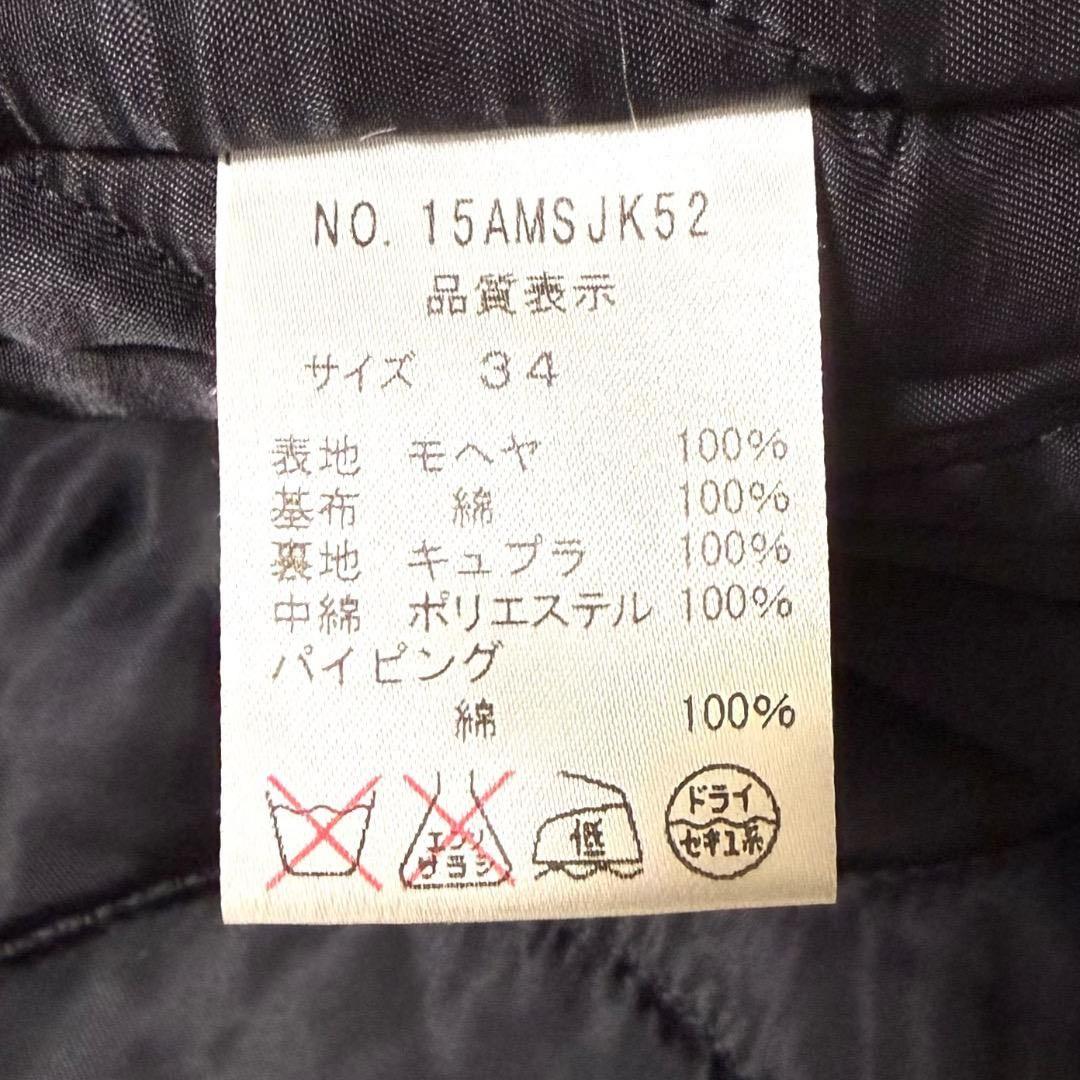 NO. 15AMSJK52
品質表示
サイズ 34
表地 モヘヤ 100%
基布 綿 100%
裏地 キュプラ 100%
中綿 ポリエステル 100%
パイピング
綿 100%
エンソ
サラシ
低
ドライ
セキユ系